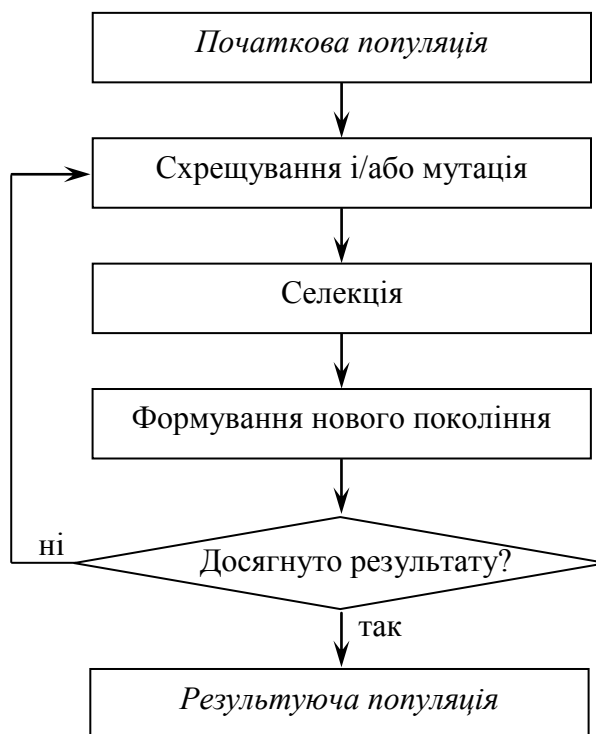 Початкова популяція
Схрещування і/або мутація
Селекція
Формування нового покоління
ні
Досягнуто результату?
так
Результуюча популяція